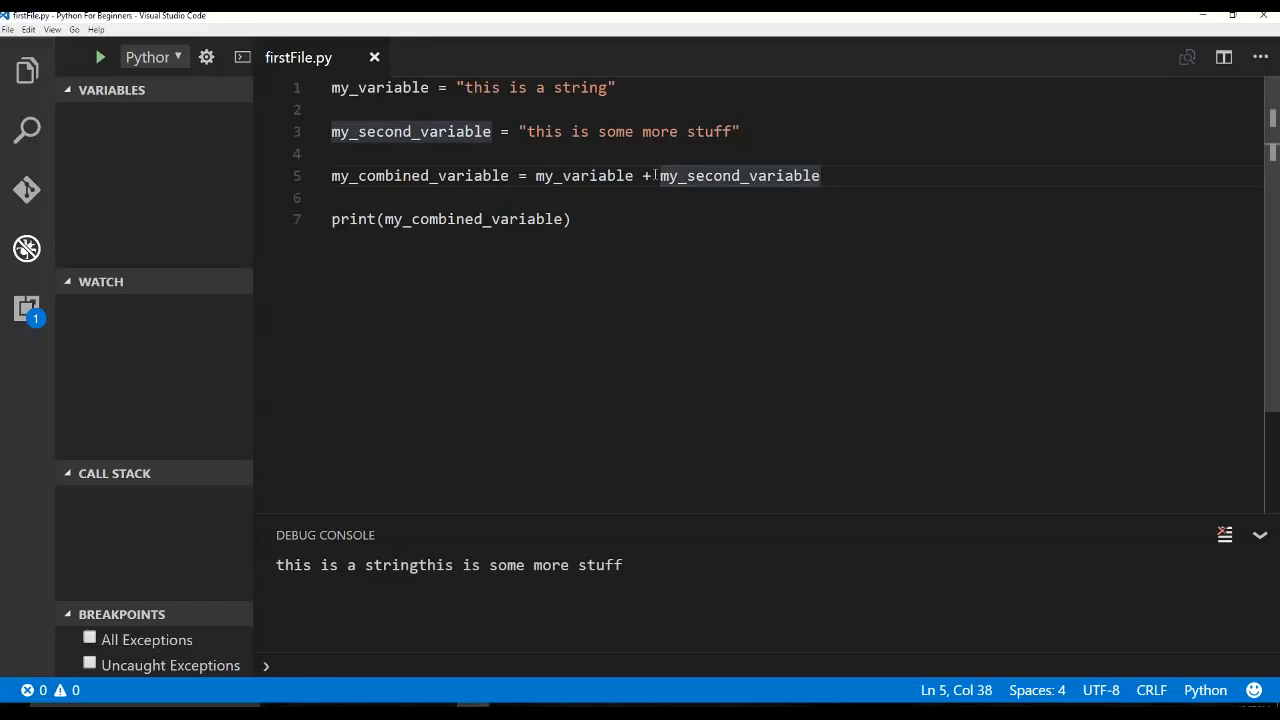 firstFile.py - Python For Beginners - Visual Studio Code
File Edit View Go Help
Python
firstFile.py
VARIABLES
WATCH
CALL STACK
BREAKPOINTS
All Exceptions
Uncaught Exceptions
1
1 my_variable = "this is a string"
2
3 my_second_variable = "this is some more stuff"
4
5 my_combined_variable = my_variable + my_second_variable
6
7 print(my_combined_variable)
DEBUG CONSOLE
this is a stringthis is some more stuff
0 0 Ln 5, Col 38 Spaces: 4 UTF-8 CRLF Python